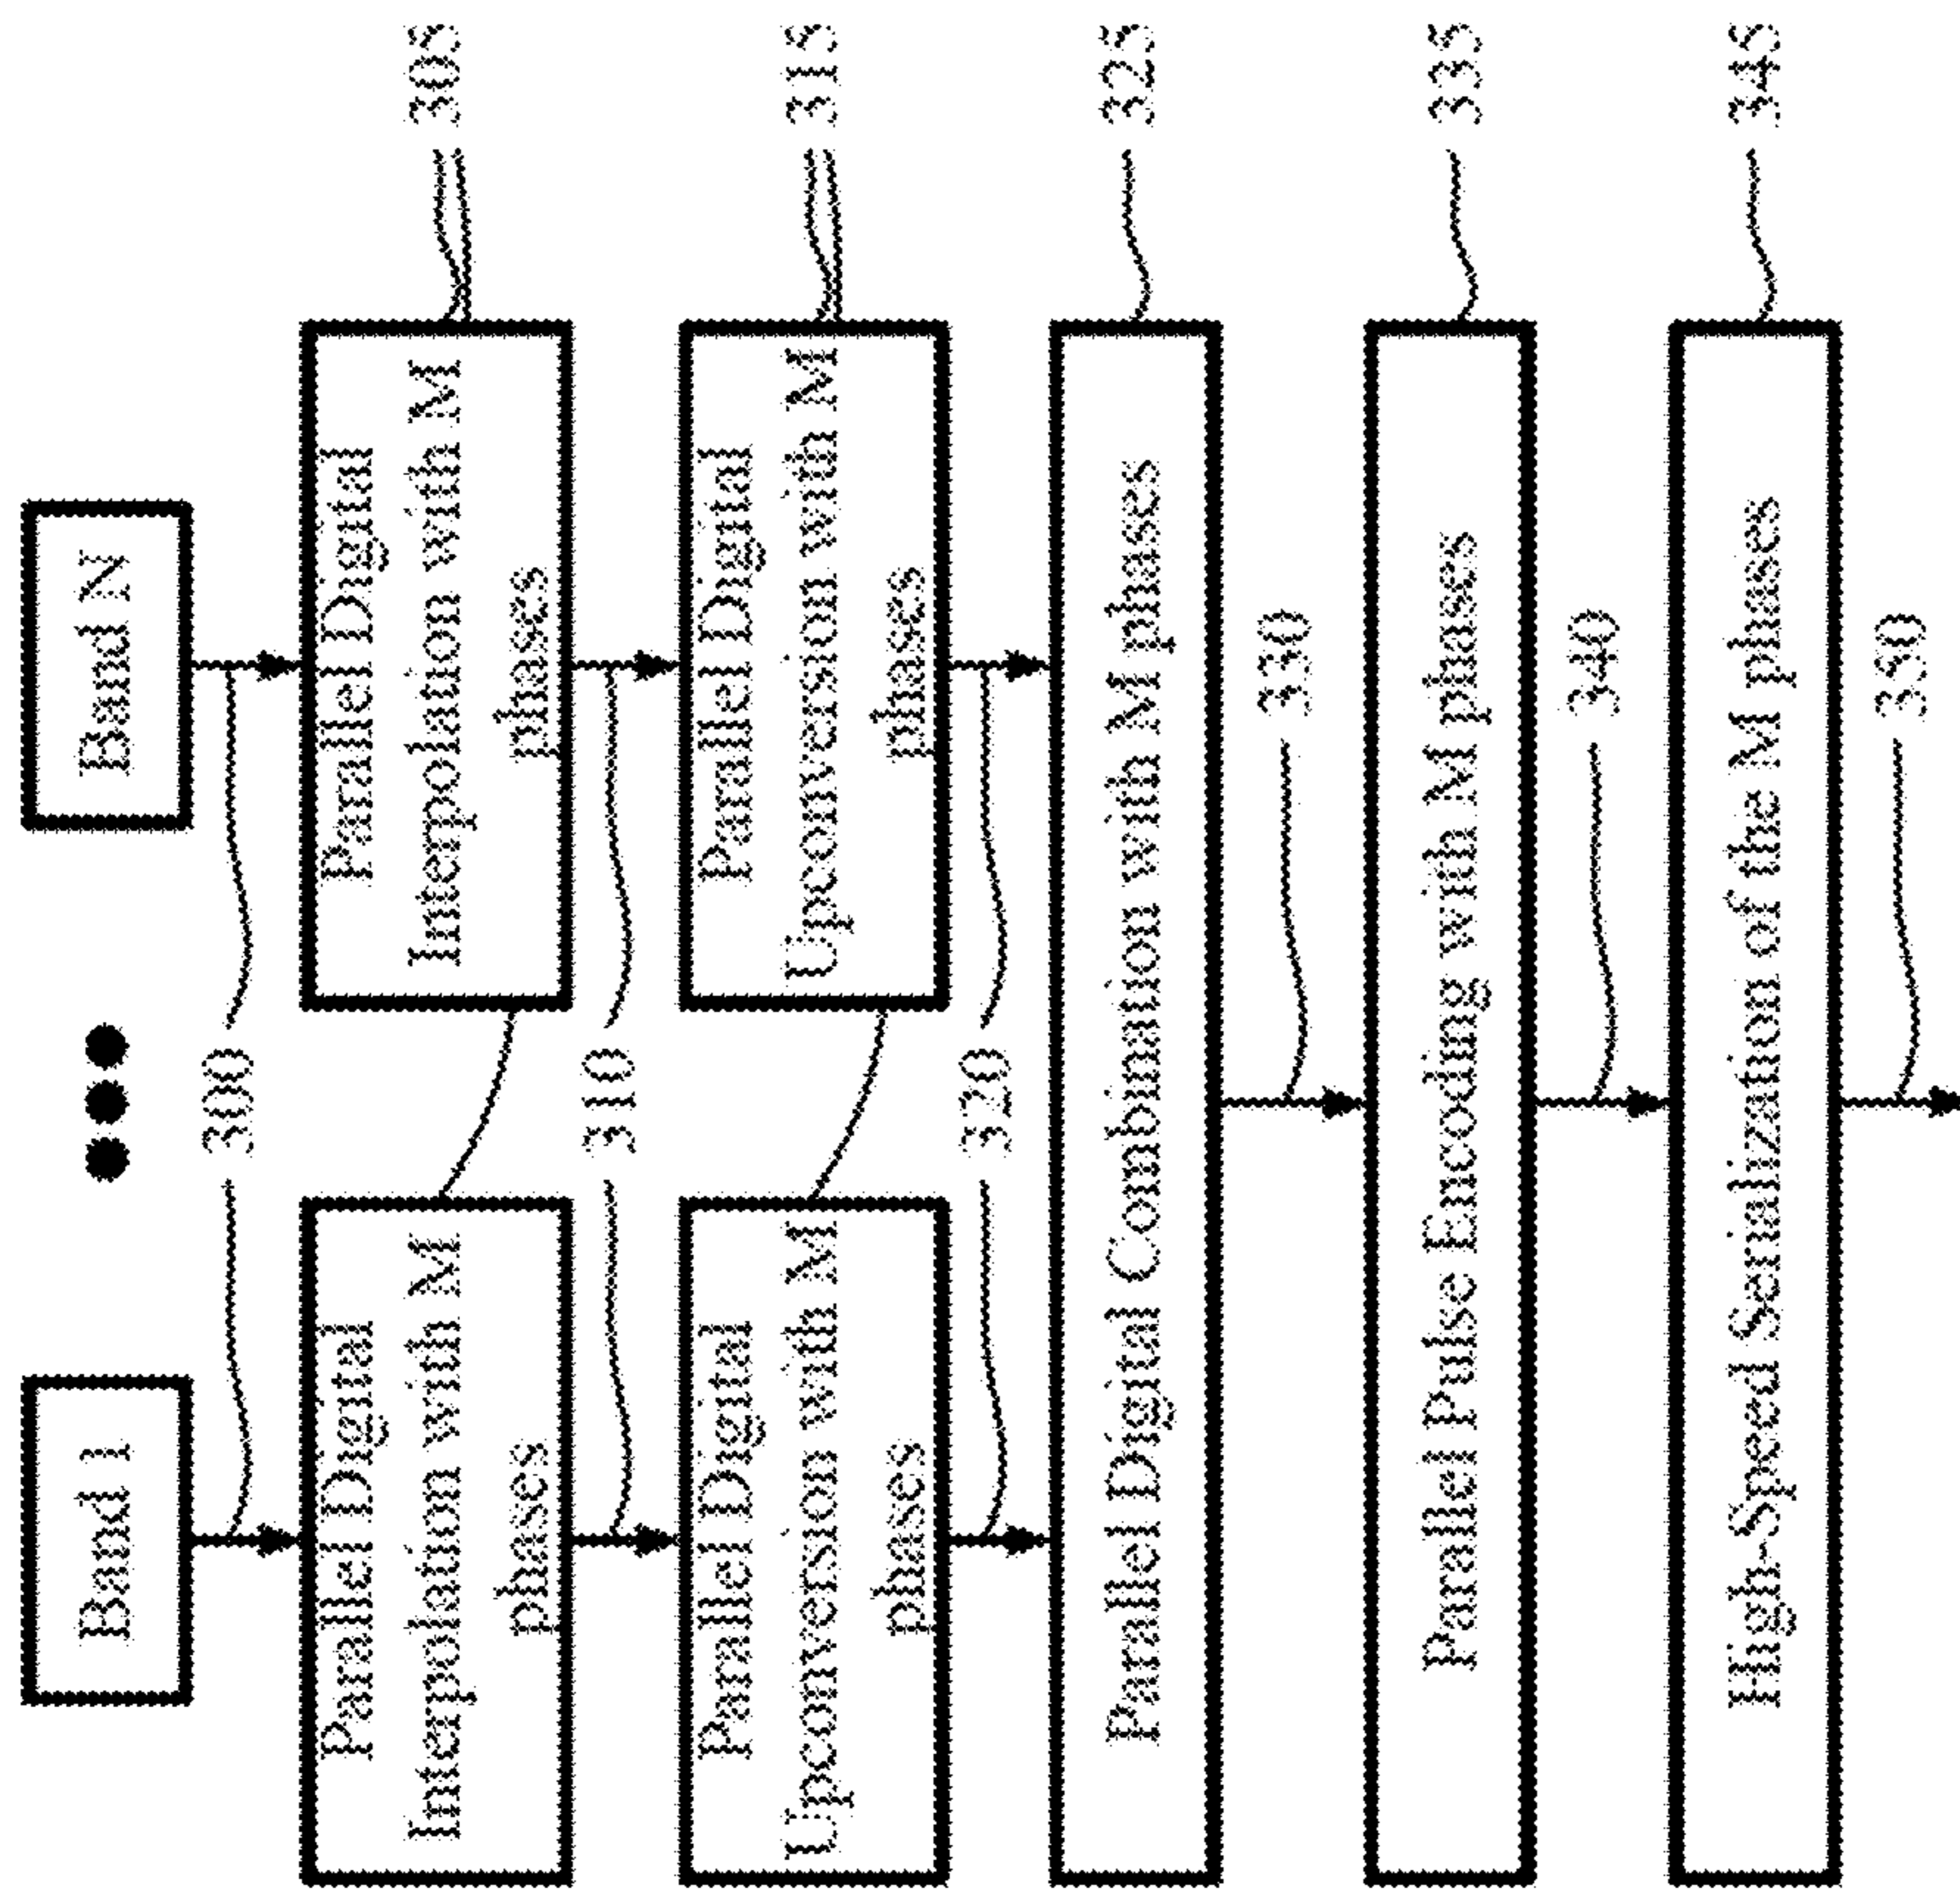 Band 1
Band N
300
Parallel Digital
Interpolation with M
phases
Parallel Digital
Interpolation with M
phases
305
310
Parallel Digital
Upconversion with M
phases
Parallel Digital
Upconversion with M
phases
315
320
Parallel Digital Combination with M phases
325
330
Parallel Pulse Encoding with M phases
335
340
High-Speed Serialization of the M phases
345
350